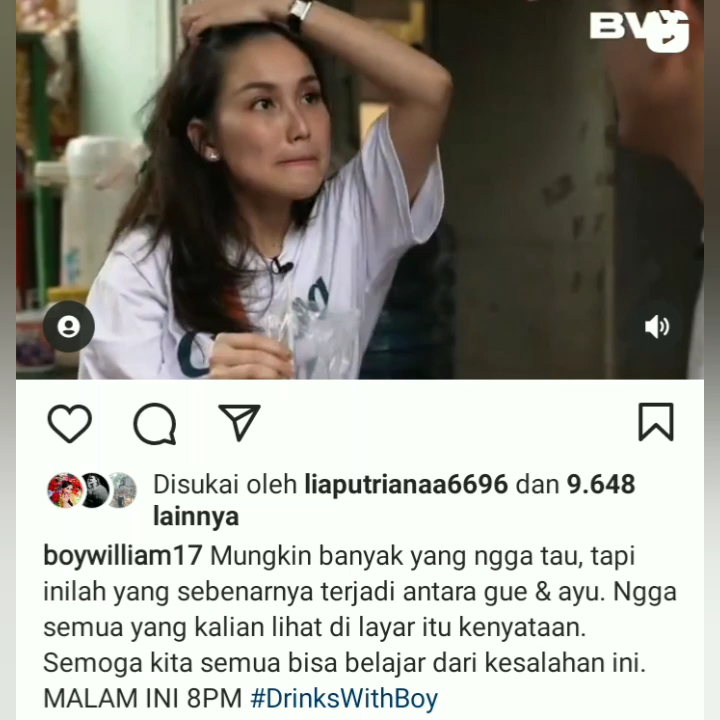 BW
Disukai oleh liaputrianaa6696 dan 9.648
lainnya
boywilliam17 Mungkin banyak yang ngga tau, tapi
inilah yang sebenarnya terjadi antara gue & ayu. Ngga
semua yang kalian lihat di layar itu kenyataan.
Semoga kita semua bisa belajar dari kesalahan ini.
MALAM INI 8PM #DrinksWithBoy